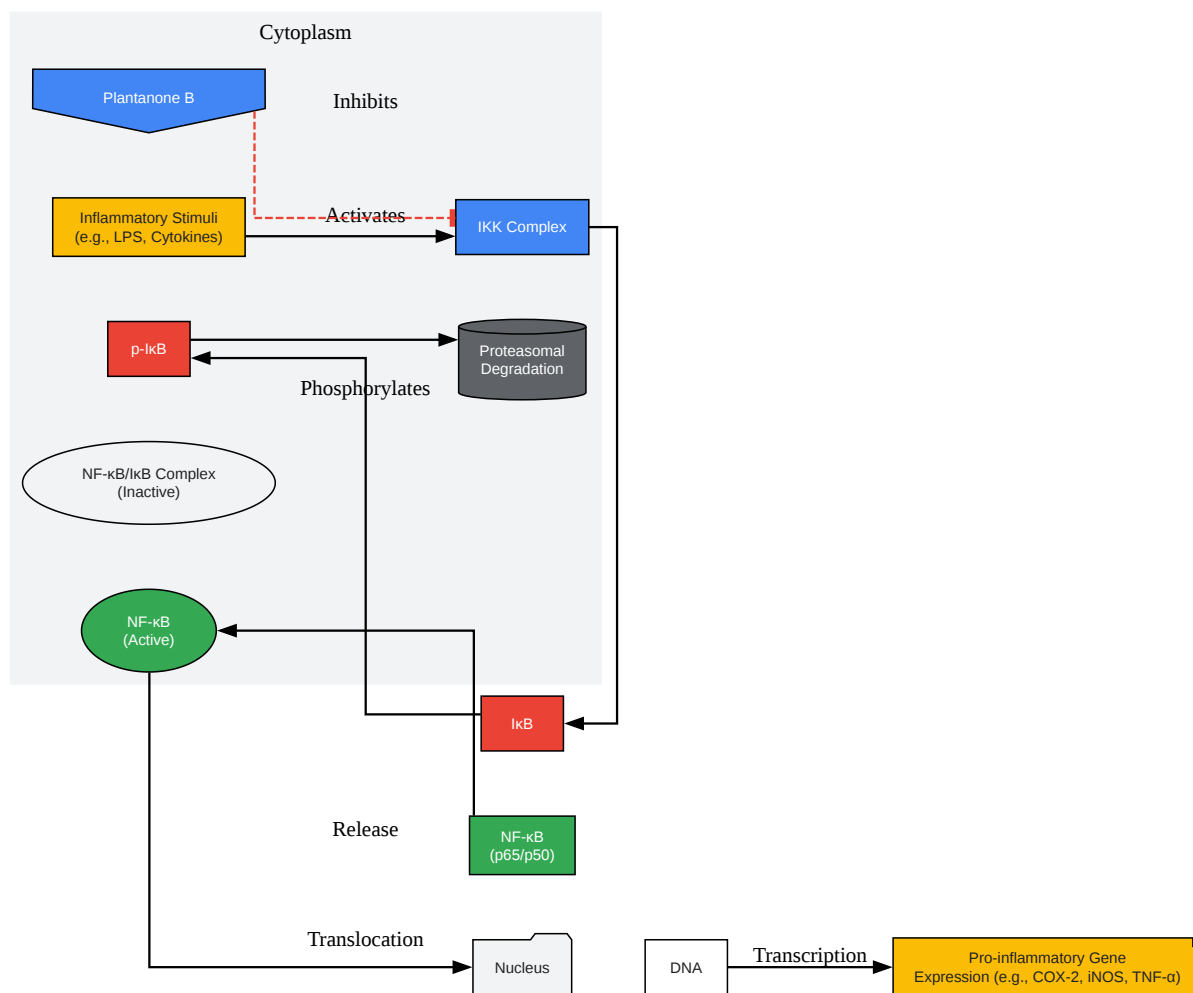 Cytoplasm
Plantanone B
Inhibits
Inflammatory Stimuli
(e.g., LPS, Cytokines)
Activates
IKK Complex
p-IκB
Proteasomal
Degradation
Phosphorylates
NF-κB/IκB Complex
(Inactive)
NF-κB
(Active)
IκB
Release
NF-κB
(p65/p50)
Translocation
Nucleus
DNA
Transcription
Pro-inflammatory Gene
Expression (e.g., COX-2, iNOS, TNF-α)